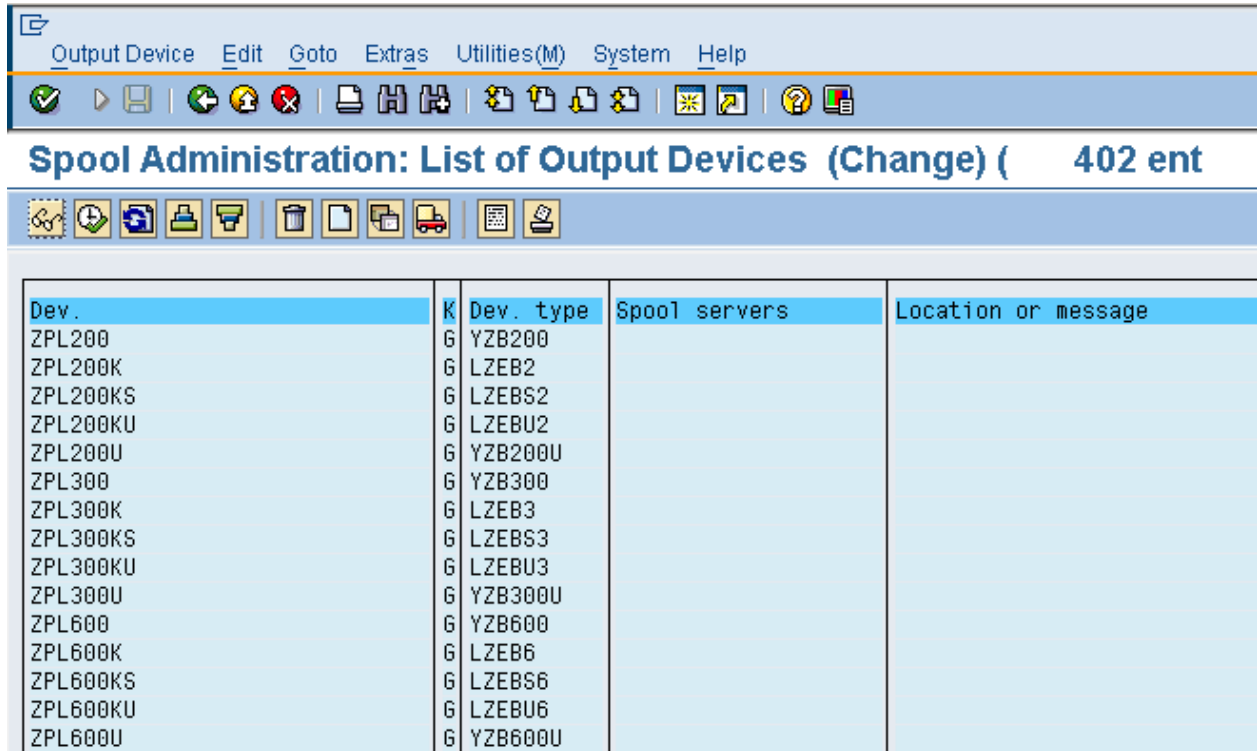 Output Device Edit Goto Extras Utilities(M) System Help
Spool Administration: List of Output Devices (Change) ( 402 ent
Dev. K Dev. type Spool servers Location or message
ZPL200 G YZB200
ZPL200K G LZEB2
ZPL200KS G LZEBS2
ZPL200KU G LZEBU2
ZPL200U G YZB200U
ZPL300 G YZB300
ZPL300K G LZEB3
ZPL300KS G LZEBS3
ZPL300KU G LZEBU3
ZPL300U G YZB300U
ZPL600 G YZB600
ZPL600K G LZEB6
ZPL600KS G LZEBS6
ZPL600KU G LZEBU6
ZPL600U G YZB600U